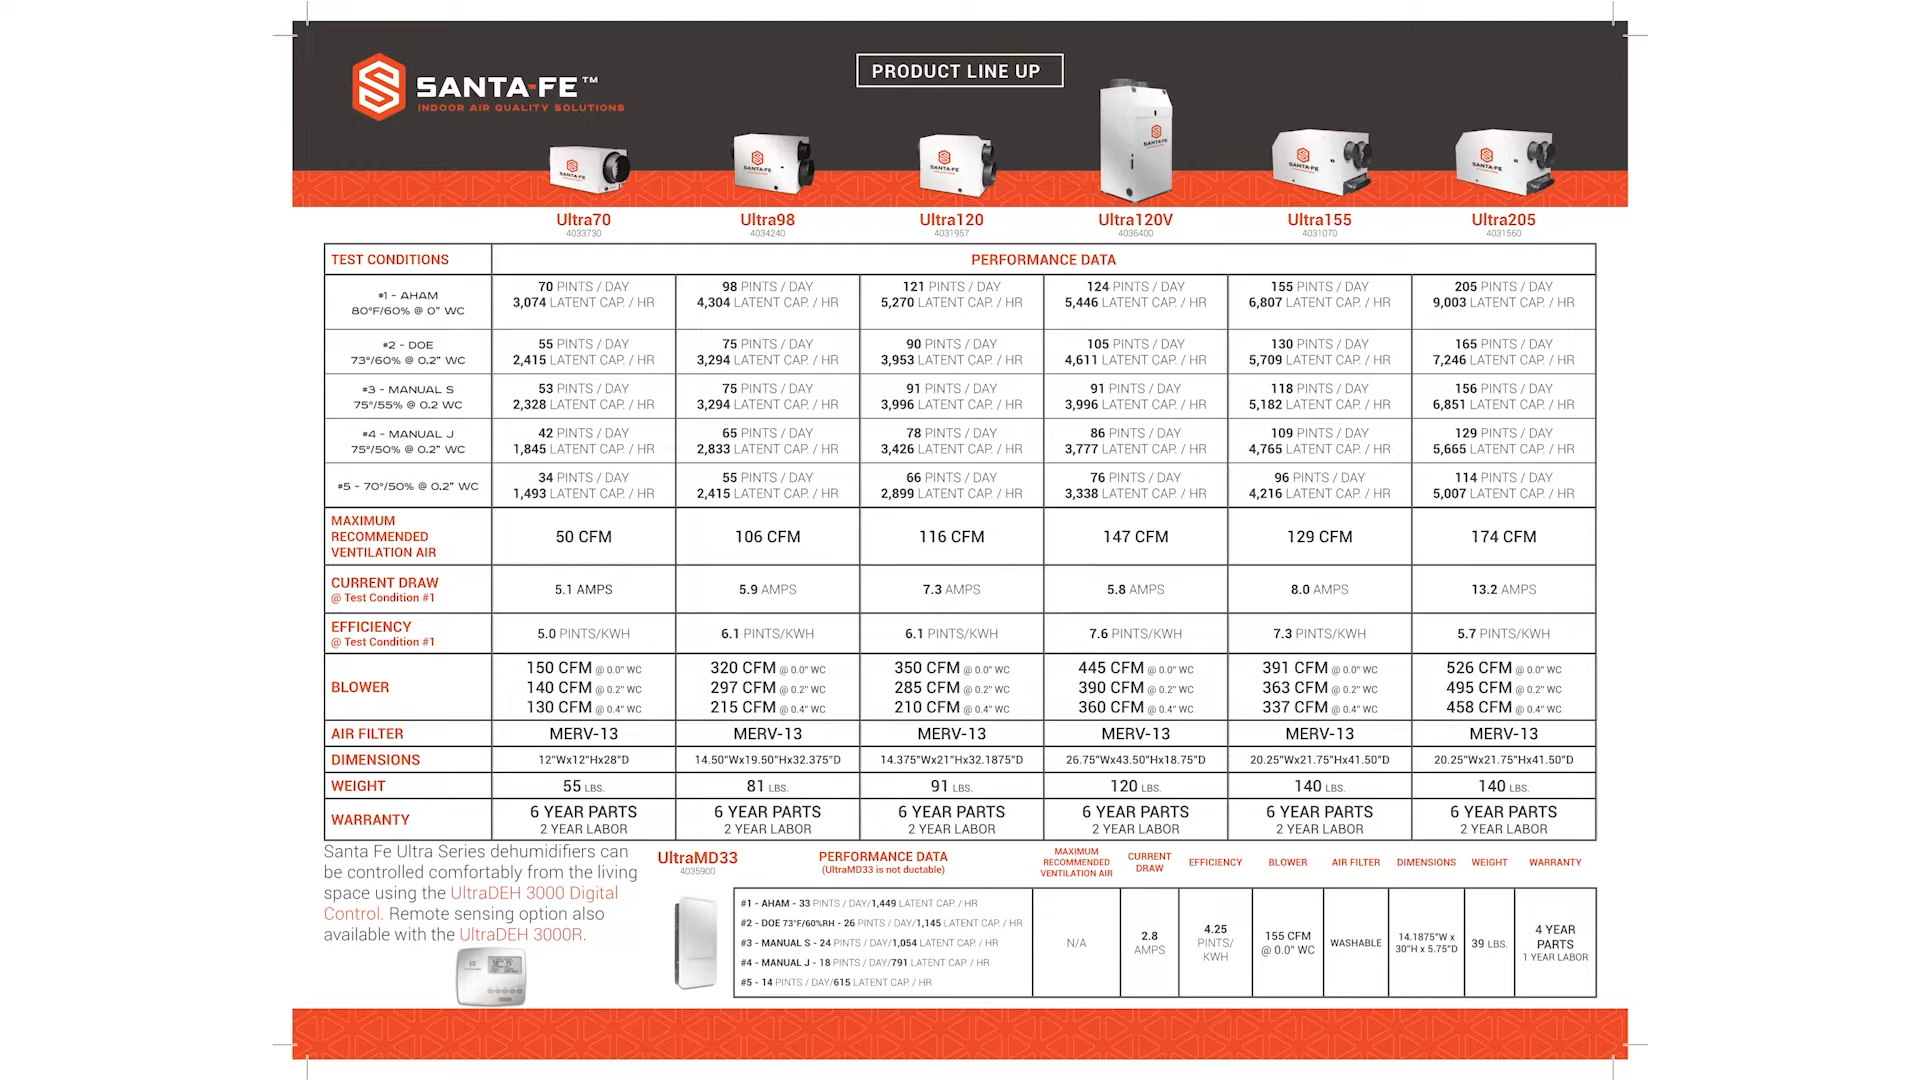 SANTA-FE™
INDOOR AIR QUALITY SOLUTIONS
PRODUCT LINE UP
SANTA-FE
SANTA-FE
SANTA-FE
SANTA-FE
SANTA-FE
SANTA-FE
Ultra70 Ultra98 Ultra120 Ultra120V Ultra155 Ultra205
4033730 4034240 4031957 4036400 4031070 4031560
TEST CONDITIONS PERFORMANCE DATA
#1 - AHAM
80°F/60% @ 0” WC
70 PINTS / DAY 98 PINTS / DAY 121 PINTS / DAY 124 PINTS / DAY 155 PINTS / DAY 205 PINTS / DAY
3,074 LATENT CAP. / HR 4,304 LATENT CAP. / HR 5,270 LATENT CAP. / HR 5,446 LATENT CAP. / HR 6,807 LATENT CAP. / HR 9,003 LATENT CAP. / HR
#2 - DOE
73°/60% @ 0.2” WC
55 PINTS / DAY 75 PINTS / DAY 90 PINTS / DAY 105 PINTS / DAY 130 PINTS / DAY 165 PINTS / DAY
2,415 LATENT CAP. / HR 3,294 LATENT CAP. / HR 3,953 LATENT CAP. / HR 4,611 LATENT CAP. / HR 5,709 LATENT CAP. / HR 7,246 LATENT CAP. / HR
#3 - MANUAL S
75°/55% @ 0.2 WC
53 PINTS / DAY 75 PINTS / DAY 91 PINTS / DAY 91 PINTS / DAY 118 PINTS / DAY 156 PINTS / DAY
2,328 LATENT CAP. / HR 3,294 LATENT CAP. / HR 3,996 LATENT CAP. / HR 3,996 LATENT CAP. / HR 5,182 LATENT CAP. / HR 6,851 LATENT CAP. / HR
#4 - MANUAL J
75°/50% @ 0.2” WC
42 PINTS / DAY 65 PINTS / DAY 78 PINTS / DAY 86 PINTS / DAY 109 PINTS / DAY 129 PINTS / DAY
1,845 LATENT CAP. / HR 2,833 LATENT CAP. / HR 3,426 LATENT CAP. / HR 3,777 LATENT CAP. / HR 4,765 LATENT CAP. / HR 5,665 LATENT CAP. / HR
#5 - 70°/50% @ 0.2” WC
34 PINTS / DAY 55 PINTS / DAY 66 PINTS / DAY 76 PINTS / DAY 96 PINTS / DAY 114 PINTS / DAY
1,493 LATENT CAP. / HR 2,415 LATENT CAP. / HR 2,899 LATENT CAP. / HR 3,338 LATENT CAP. / HR 4,216 LATENT CAP. / HR 5,007 LATENT CAP. / HR
MAXIMUM
RECOMMENDED
VENTILATION AIR
50 CFM 106 CFM 116 CFM 147 CFM 129 CFM 174 CFM
CURRENT DRAW
@ Test Condition #1
5.1 AMPS 5.9 AMPS 7.3 AMPS 5.8 AMPS 8.0 AMPS 13.2 AMPS
EFFICIENCY
@ Test Condition #1
5.0 PINTS/KWH 6.1 PINTS/KWH 6.1 PINTS/KWH 7.6 PINTS/KWH 7.3 PINTS/KWH 5.7 PINTS/KWH
BLOWER
150 CFM @ 0.0" WC 320 CFM @ 0.0" WC 350 CFM @ 0.0" WC 445 CFM @ 0.0" WC 391 CFM @ 0.0" WC 526 CFM @ 0.0" WC
140 CFM @ 0.2" WC 297 CFM @ 0.2" WC 285 CFM @ 0.2" WC 390 CFM @ 0.2" WC 363 CFM @ 0.2" WC 495 CFM @ 0.2" WC
130 CFM @ 0.4" WC 215 CFM @ 0.4" WC 210 CFM @ 0.4" WC 360 CFM @ 0.4" WC 337 CFM @ 0.4" WC 458 CFM @ 0.4" WC
AIR FILTER MERV-13 MERV-13 MERV-13 MERV-13 MERV-13 MERV-13
DIMENSIONS 12"Wx12"Hx28"D 14.50"Wx19.50"Hx32.375"D 14.375"Wx21"Hx32.1875"D 26.75"Wx43.50"Hx18.75"D 20.25"Wx21.75"Hx41.50"D 20.25"Wx21.75"Hx41.50"D
WEIGHT 55 LBS. 81 LBS. 91 LBS. 120 LBS. 140 LBS. 140 LBS.
WARRANTY
6 YEAR PARTS 6 YEAR PARTS 6 YEAR PARTS 6 YEAR PARTS 6 YEAR PARTS 6 YEAR PARTS
2 YEAR LABOR 2 YEAR LABOR 2 YEAR LABOR 2 YEAR LABOR 2 YEAR LABOR 2 YEAR LABOR
Santa Fe Ultra Series dehumidifiers can
be controlled comfortably from the living
space using the UltraDEH 3000 Digital
Control. Remote sensing option also
available with the UltraDEH 3000R.
UltraMD33
4035900
PERFORMANCE DATA
(UltraMD33 is not ductable)
MAXIMUM
RECOMMENDED
VENTILATION AIR
CURRENT
DRAW
EFFICIENCY BLOWER AIR FILTER DIMENSIONS WEIGHT WARRANTY
#1 - AHAM - 33 PINTS / DAY/1,449 LATENT CAP. / HR
#2 - DOE 73°F/60%RH - 26 PINTS / DAY/1,145 LATENT CAP. / HR
#3 - MANUAL S - 24 PINTS / DAY/1,054 LATENT CAP. / HR
#4 - MANUAL J - 18 PINTS / DAY/791 LATENT CAP. / HR
#5 - 14 PINTS / DAY/615 LATENT CAP. / HR
N/A
2.8
AMPS
4.25
PINTS/
KWH
155 CFM
@ 0.0" WC
WASHABLE
14.1875"W x
30"H x 5.75"D
39 LBS.
4 YEAR
PARTS
1 YEAR LABOR